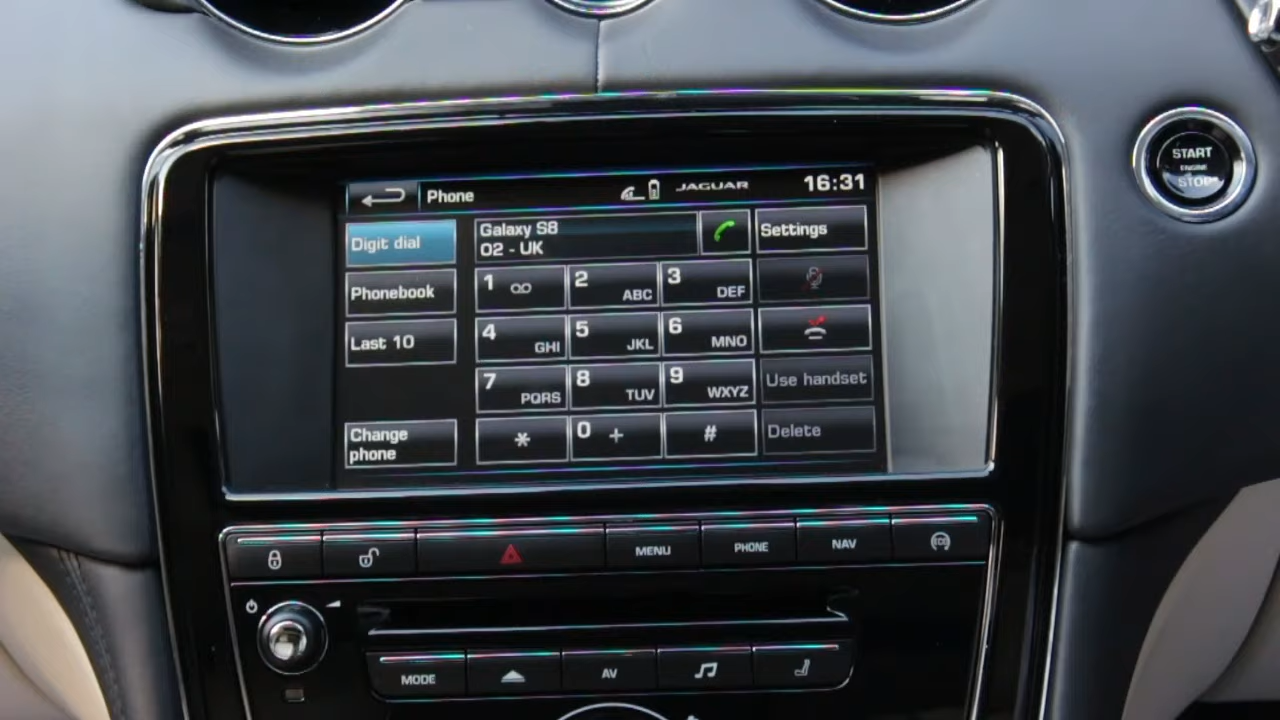 Phone
JAGUAR
16:31
START
ENGINE
STOP
Digit dial
Galaxy S8
O2 - UK
Settings
Phonebook
1
2 ABC
3 DEF
Last 10
4 GHI
5 JKL
6 MNO
7 PQRS
8 TUV
9 WXYZ
Use handset
Change
phone
*
0 +
#
Delete
MENU
PHONE
NAV
MODE
AV